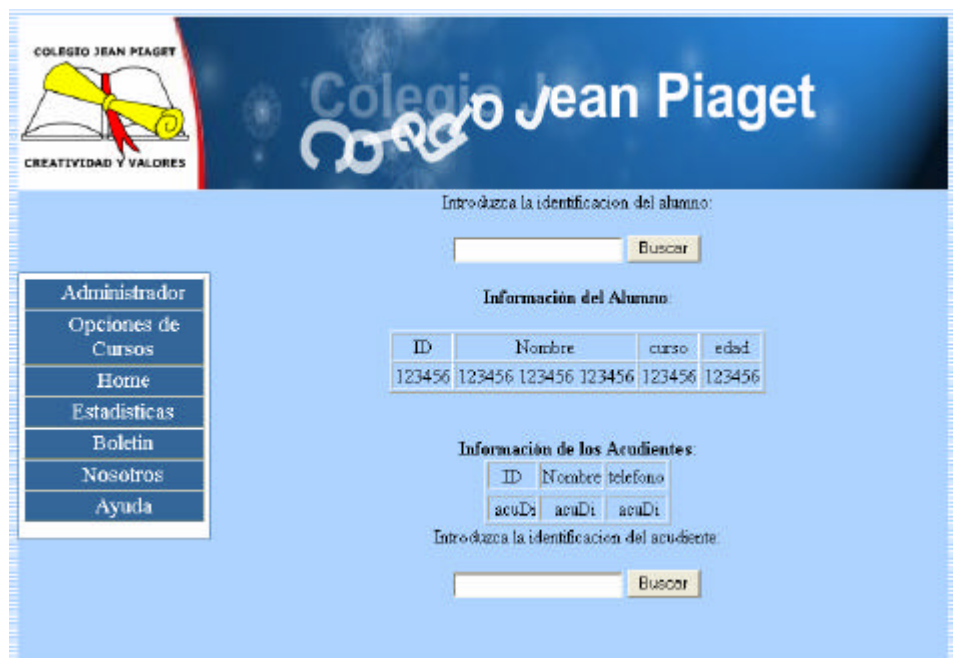 COLEGIO JEAN PIAGET
CREATIVIDAD Y VALORES
Colegio Jean Piaget
Introduzca la identificacion del alumno:
Buscar
Información del Alumno
ID Nombre curso edad
123456 123456 123456 123456 123456 123456
Administrador
Opciones de
Cursos
Home
Estadisticas
Boletin
Nosotros
Ayuda
Información de los Acudientes:
ID Nombre telefono
acuDi acuDi acuDi
Introduzca la identificacion del acudiente:
Buscar